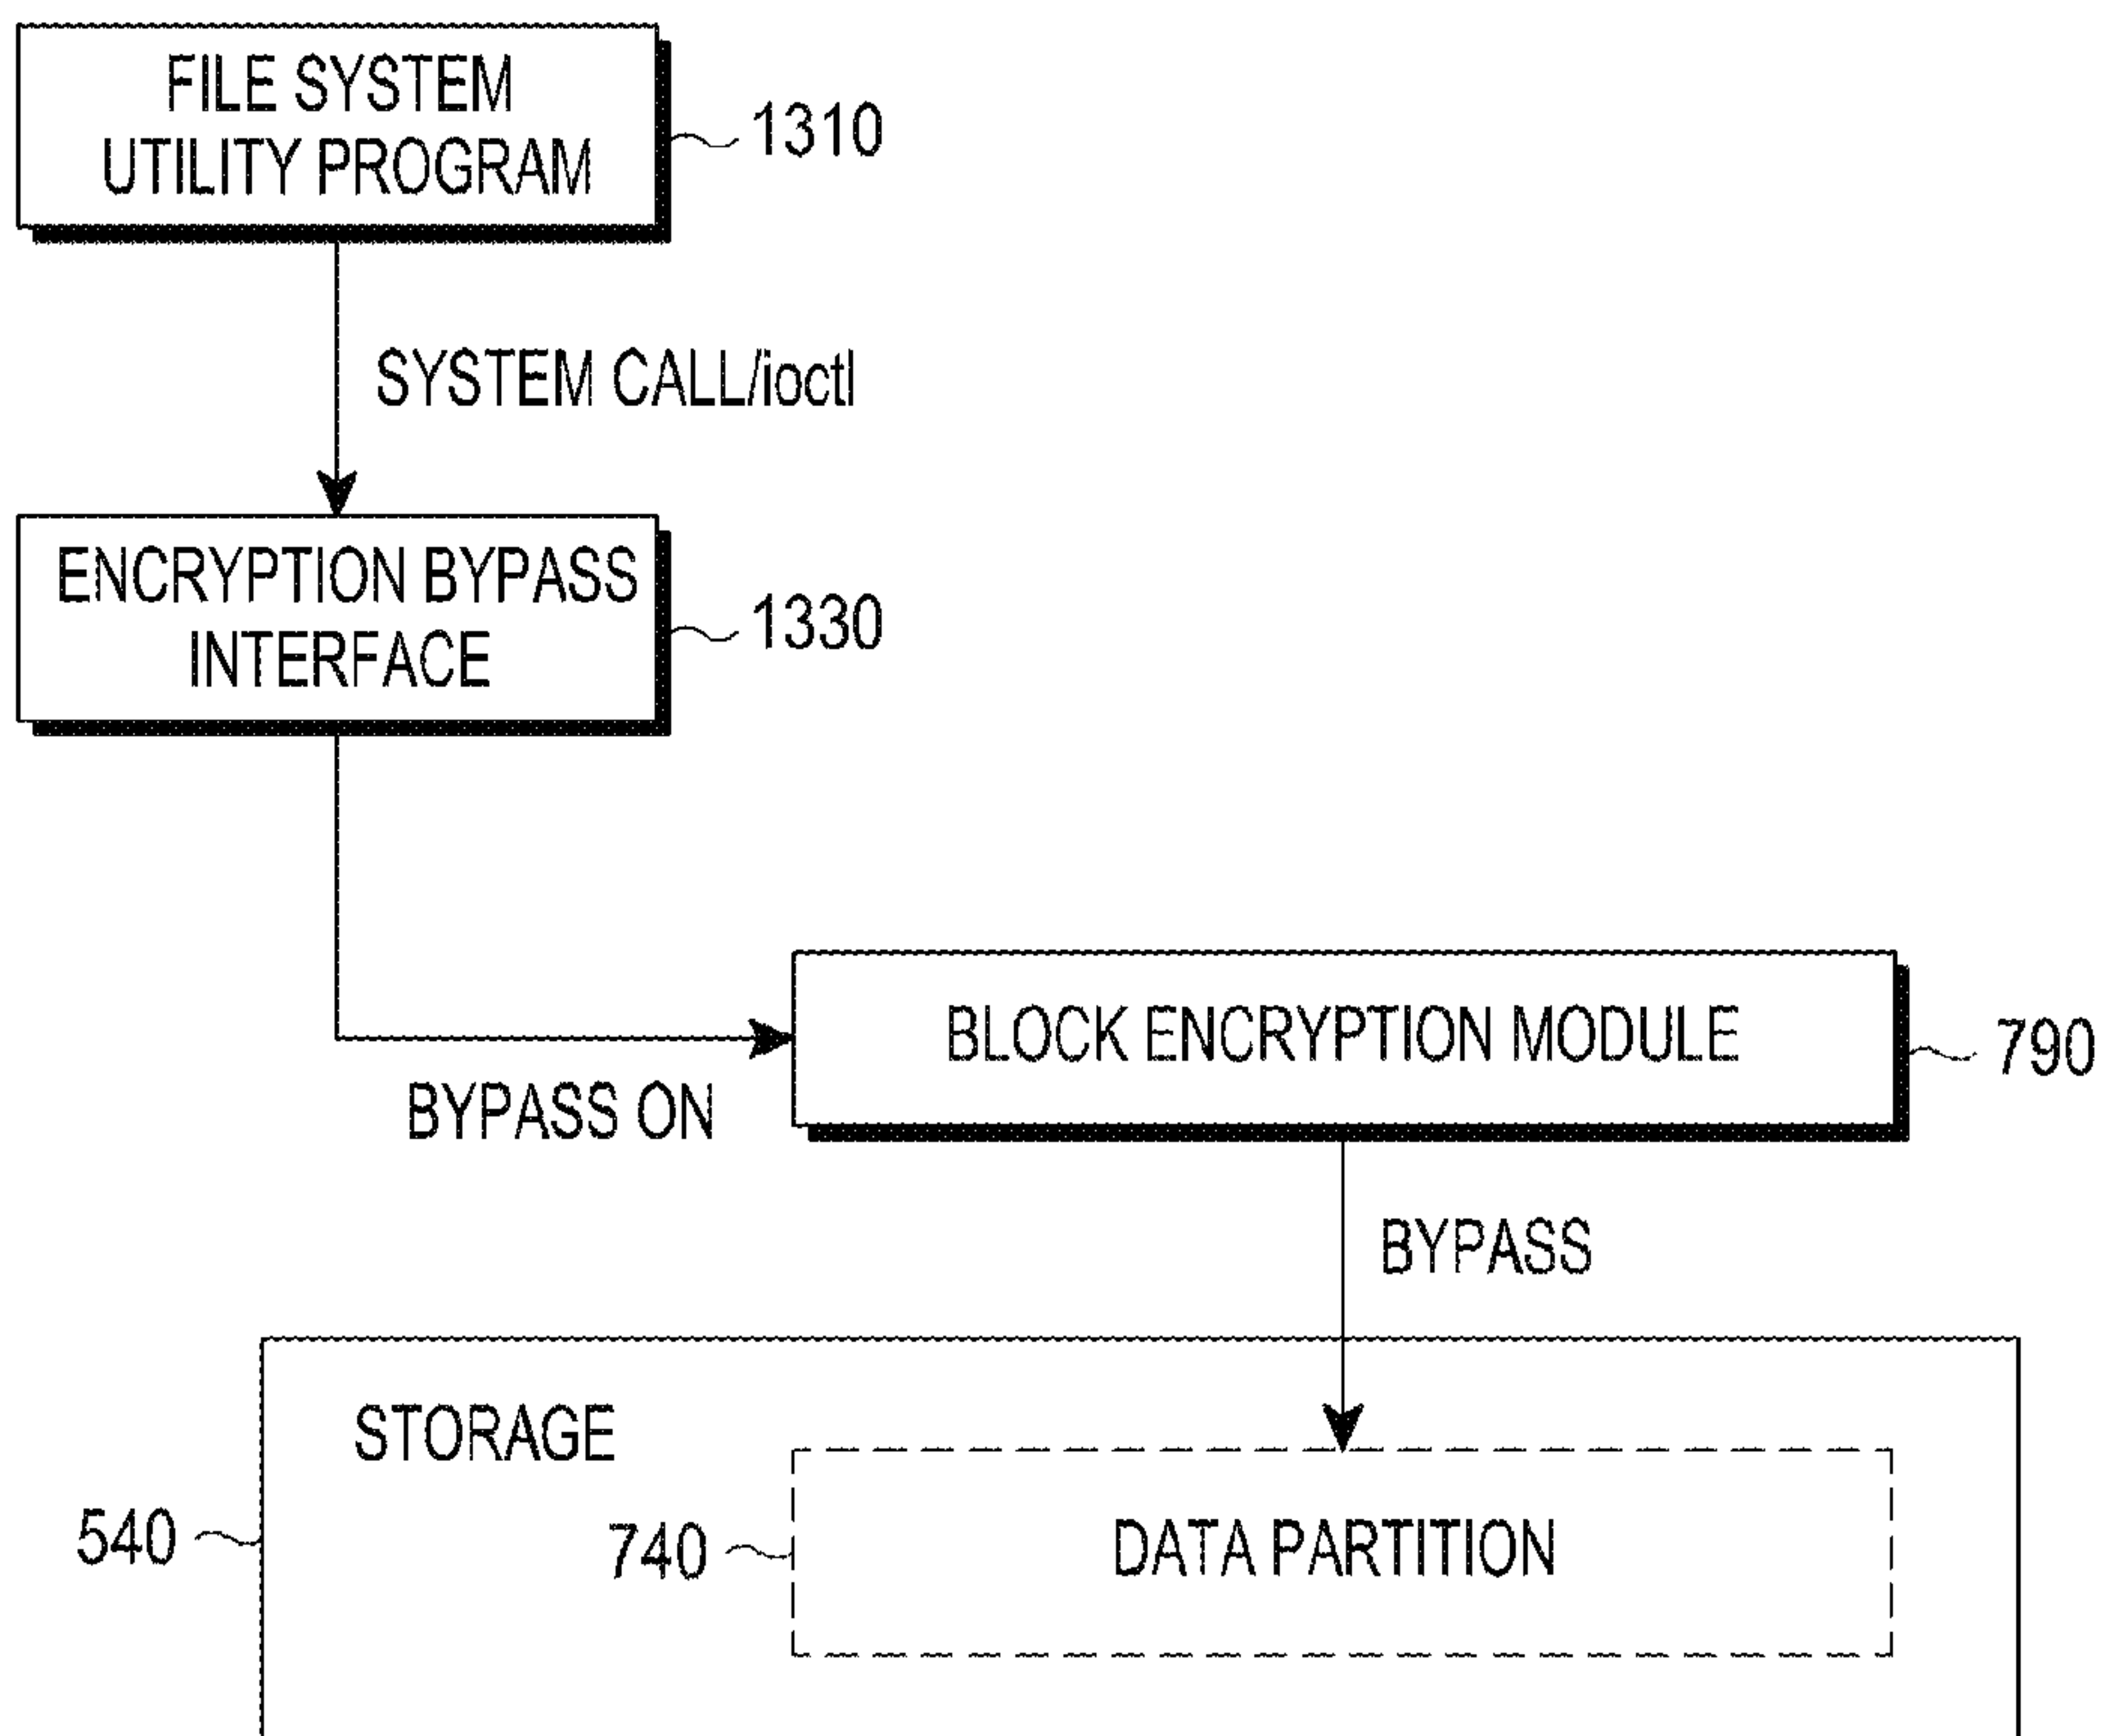 FILE SYSTEM
UTILITY PROGRAM
1310
SYSTEM CALL/ioctl
ENCRYPTION BYPASS
INTERFACE
1330
BLOCK ENCRYPTION MODULE
790
BYPASS ON
BYPASS
STORAGE
540
740
DATA PARTITION